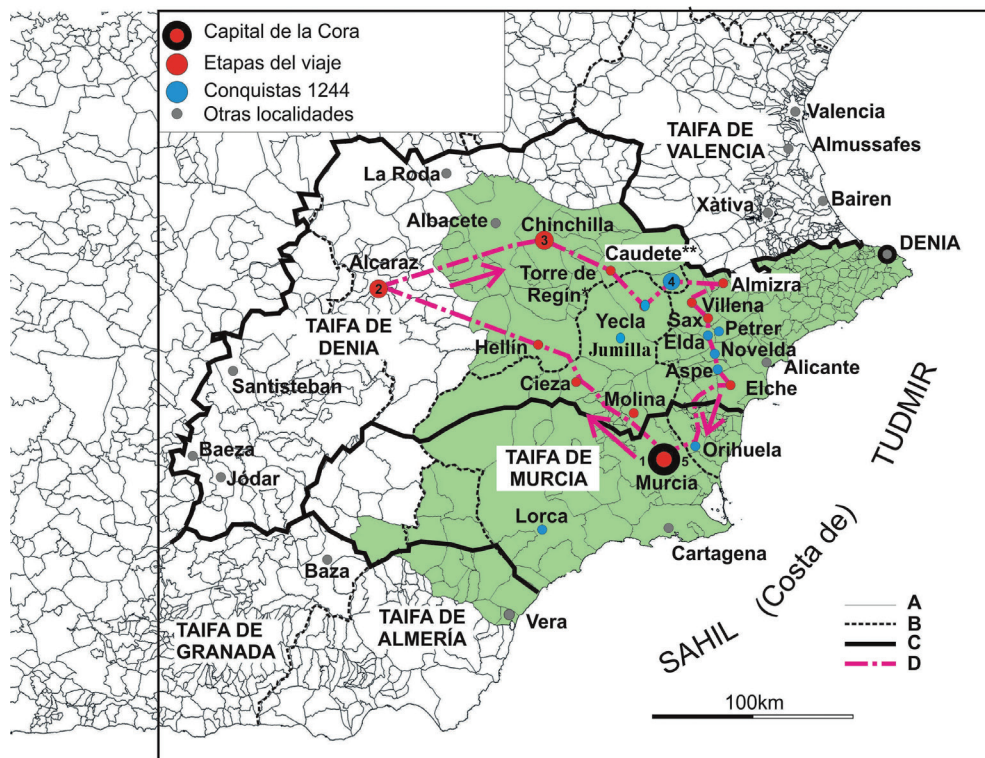 Capital de la Cora
Etapas del viaje
Conquistas 1244
Otras localidades
Valencia
TAIFA DE
VALENCIA
Almussafes
La Roda
Xàtiva
Bairen
Albacete
Chinchilla
3
Caudete**
DENIA
Alcaraz
2
Torre de
Regin*
4
Almizra
Villena
TAIFA DE
DENIA
Yecla
Sax
Petrer
Elda
Jumilla
Hellín
Novelda
Santisteban
Aspe
Alicante
Cieza
Elche
Molina
Baeza
TAIFA DE
MURCIA
Orihuela
1
5
Murcia
Jódar
TUDMIR
Lorca
Cartagena
(Costa de)
Baza
TAIFA DE
ALMERÍA
Vera
TAIFA DE
GRANADA
SAHIL
A
B
C
D
100km